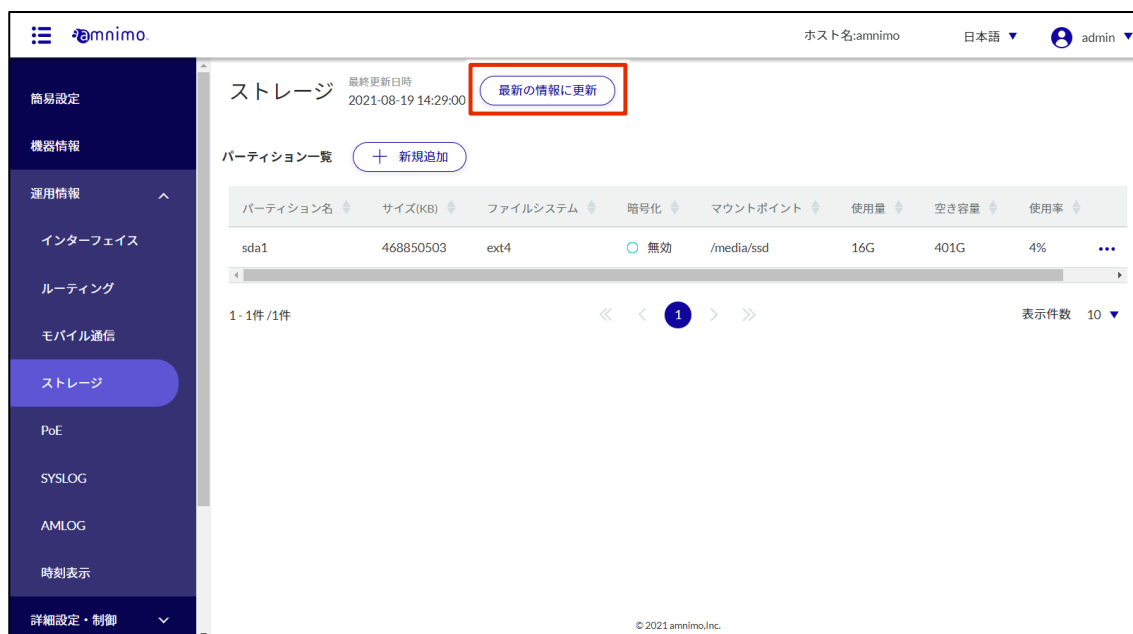 amnimo.
ホスト名:amnimo
日本語 ▼
admin ▼
簡易設定
機器情報
運用情報
インターフェイス
ルーティング
モバイル通信
ストレージ
PoE
SYSLOG
AMLOG
時刻表示
詳細設定・制御
ストレージ
最終更新日時
2021-08-19 14:29:00
最新の情報に更新
パーティション一覧
＋ 新規追加
パーティション名 サイズ(KB) ファイルシステム 暗号化 マウントポイント 使用量 空き容量 使用率
sda1 468850503 ext4 無効 /media/ssd 16G 401G 4% •••
1 - 1件 /1件
≪ < 1 > ≫
表示件数 10 ▼
© 2021 amnimo,Inc.